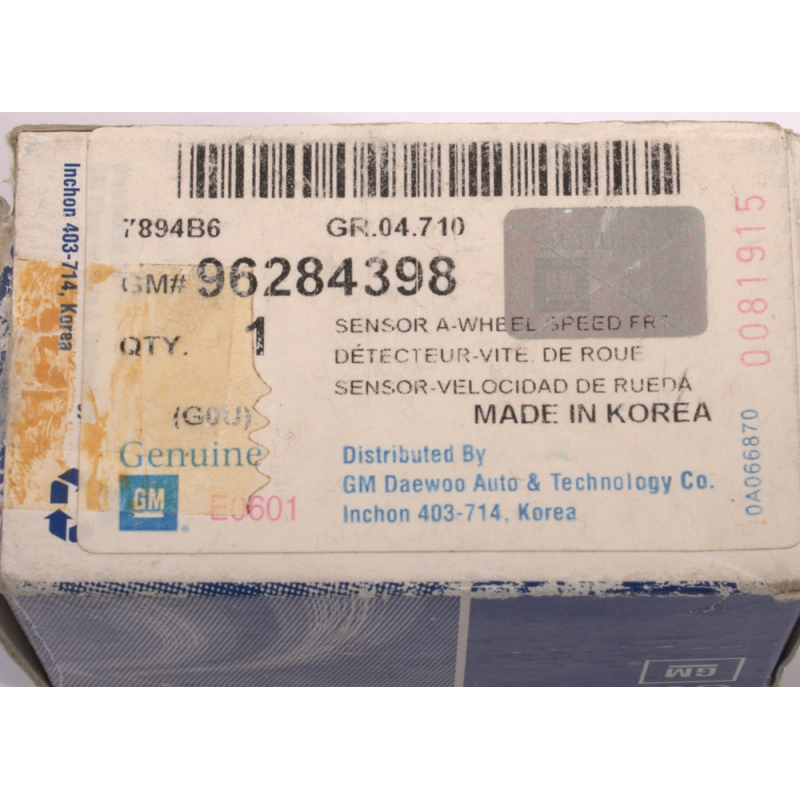 7894B6 GR.04.710
GM# 96284398
QTY. 1
SENSOR A-WHEEL SPEED FRT
DÉTECTEUR-VITE. DE ROUE
SENSOR-VELOCIDAD DE RUEDA
(G0U) MADE IN KOREA
Genuine
GM
E0601
Distributed By
GM Daewoo Auto & Technology Co.
Inchon 403-714, Korea
0081915
0A066870
Inchon 403-714, Korea
GM